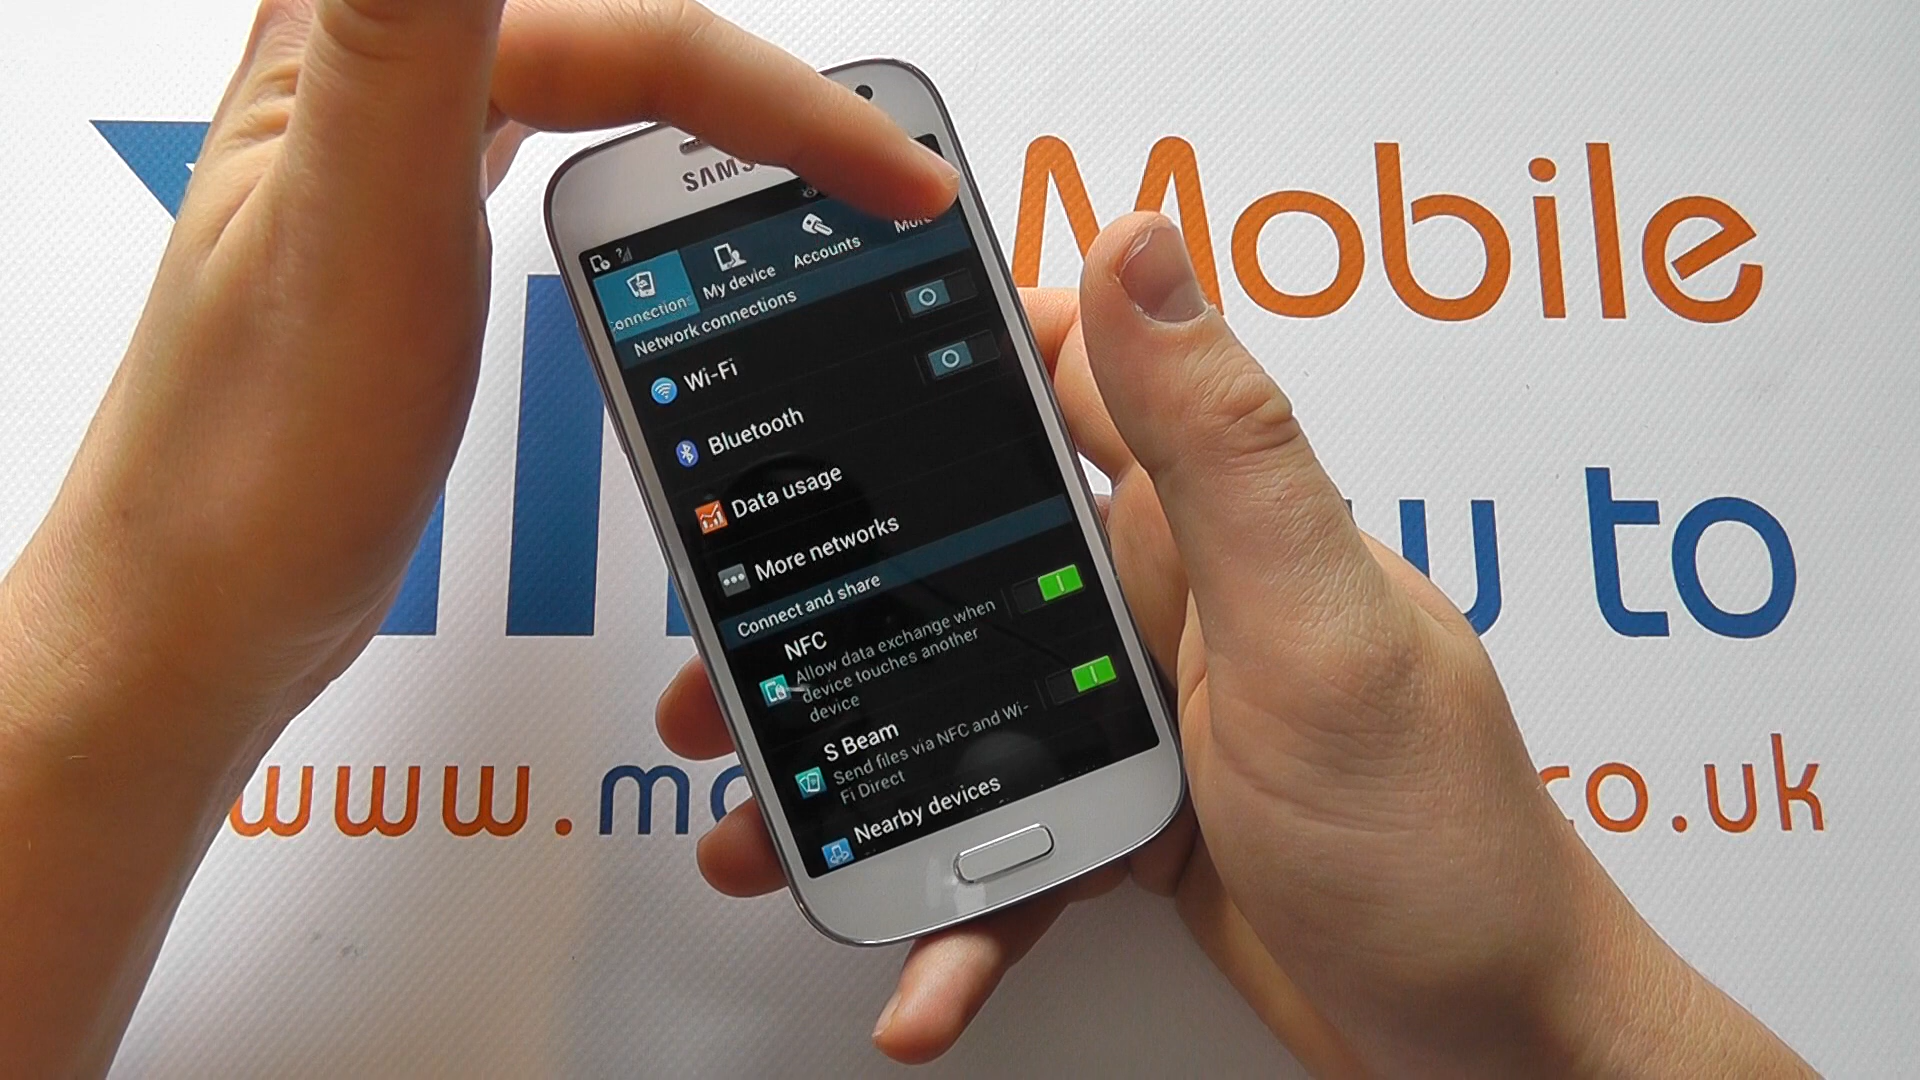 Mobile
to
www.
.co.uk
SAMS
Connections
My device
Accounts
More
Network connections
Wi-Fi
Bluetooth
Data usage
More networks
Connect and share
NFC
Allow data exchange when
device touches another
device
S Beam
Send files via NFC and Wi-
Fi Direct
Nearby devices